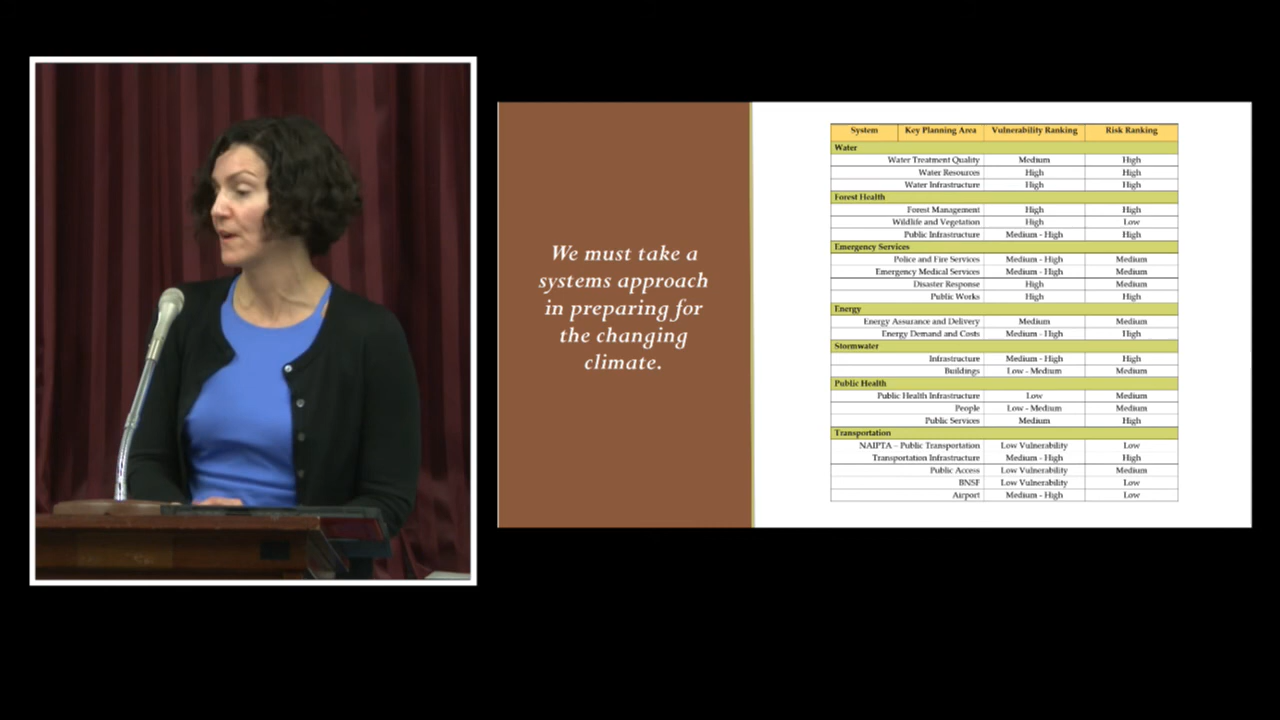 We must take a
systems approach
in preparing for
the changing
climate.
System Key Planning Area Vulnerability Ranking Risk Ranking
Water
Water Treatment Quality Medium High
Water Resources High High
Water Infrastructure High High
Forest Health
Forest Management High High
Wildlife and Vegetation High Low
Public Infrastructure Medium - High High
Emergency Services
Police and Fire Services Medium - High Medium
Emergency Medical Services Medium - High Medium
Disaster Response High Medium
Public Works High High
Energy
Energy Assurance and Delivery Medium Medium
Energy Demand and Costs Medium - High High
Stormwater
Infrastructure Medium - High High
Buildings Low - Medium Medium
Public Health
Public Health Infrastructure Low Medium
People Low - Medium Medium
Public Services Medium High
Transportation
NAIPTA – Public Transportation Low Vulnerability Low
Transportation Infrastructure Medium - High High
Public Access Low Vulnerability Medium
BNSF Low Vulnerability Low
Airport Medium - High Low